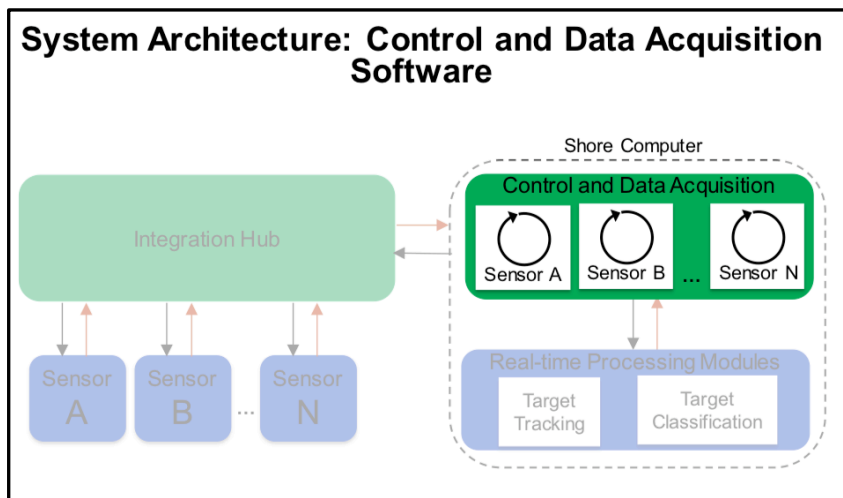 System Architecture: Control and Data Acquisition
Software
Shore Computer
Control and Data Acquisition
Integration Hub
Sensor A
Sensor B
...
Sensor N
Sensor
A
Sensor
B
...
Sensor
N
Real-time Processing Modules
Target
Tracking
Target
Classification